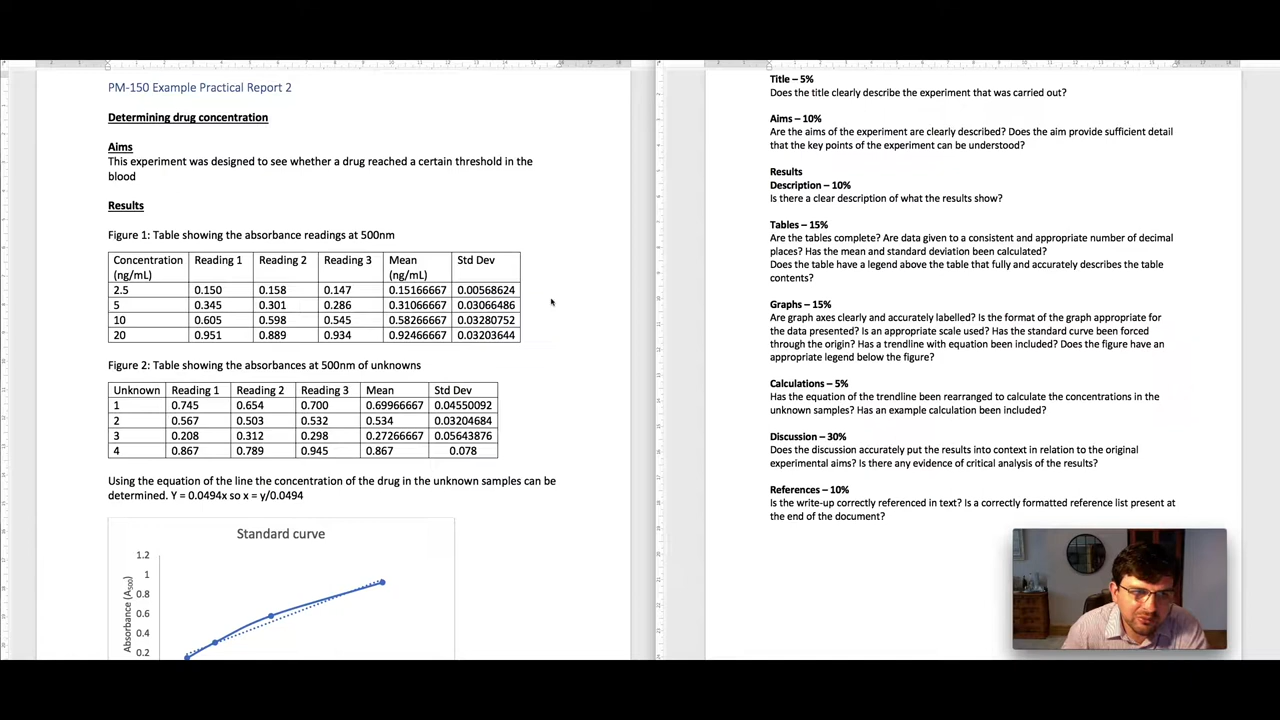 PM-150 Example Practical Report 2
Determining drug concentration
Aims
This experiment was designed to see whether a drug reached a certain threshold in the
blood
Results
Figure 1: Table showing the absorbance readings at 500nm
Concentration (ng/mL) Reading 1 Reading 2 Reading 3 Mean (ng/mL) Std Dev
2.5 0.150 0.158 0.147 0.15166667 0.00568624
5 0.345 0.301 0.286 0.31066667 0.03066486
10 0.605 0.598 0.545 0.58266667 0.03280752
20 0.951 0.889 0.934 0.92466667 0.03203644
Figure 2: Table showing the absorbances at 500nm of unknowns
Unknown Reading 1 Reading 2 Reading 3 Mean Std Dev
1 0.745 0.654 0.700 0.69966667 0.04550092
2 0.567 0.503 0.532 0.534 0.03204684
3 0.208 0.312 0.298 0.27266667 0.05643876
4 0.867 0.789 0.945 0.867 0.078
Using the equation of the line the concentration of the drug in the unknown samples can be
determined. Y = 0.0494x so x = y/0.0494
Standard curve
1.2
1
0.8
0.6
0.4
0.2
Absorbance (A500)
Title – 5%
Does the title clearly describe the experiment that was carried out?
Aims – 10%
Are the aims of the experiment are clearly described? Does the aim provide sufficient detail
that the key points of the experiment can be understood?
Results
Description – 10%
Is there a clear description of what the results show?
Tables – 15%
Are the tables complete? Are data given to a consistent and appropriate number of decimal
places? Has the mean and standard deviation been calculated?
Does the table have a legend above the table that fully and accurately describes the table
contents?
Graphs – 15%
Are graph axes clearly and accurately labelled? Is the format of the graph appropriate for
the data presented? Is an appropriate scale used? Has the standard curve been forced
through the origin? Has a trendline with equation been included? Does the figure have an
appropriate legend below the figure?
Calculations – 5%
Has the equation of the trendline been rearranged to calculate the concentrations in the
unknown samples? Has an example calculation been included?
Discussion – 30%
Does the discussion accurately put the results into context in relation to the original
experimental aims? Is there any evidence of critical analysis of the results?
References – 10%
Is the write-up correctly referenced in text? Is a correctly formatted reference list present at
the end of the document?